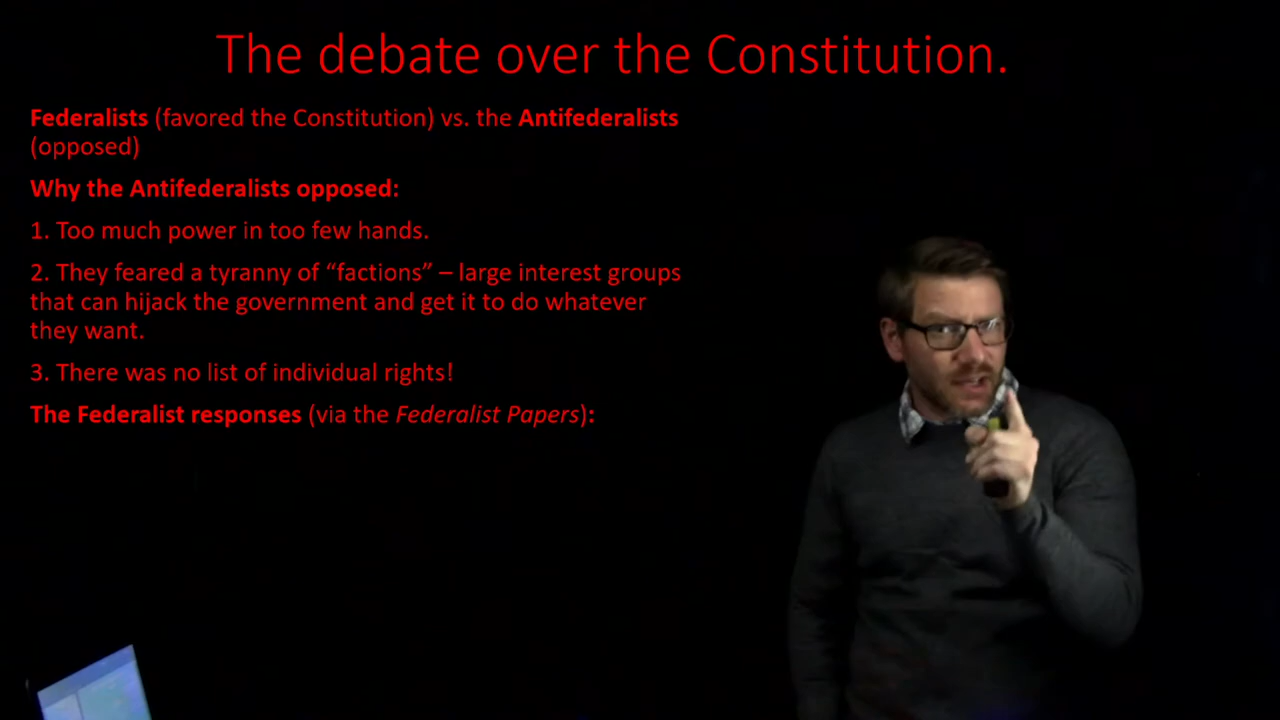 The debate over the Constitution.
Federalists (favored the Constitution) vs. the Antifederalists
(opposed)
Why the Antifederalists opposed:
1. Too much power in too few hands.
2. They feared a tyranny of “factions” – large interest groups
that can hijack the government and get it to do whatever
they want.
3. There was no list of individual rights!
The Federalist responses (via the Federalist Papers):